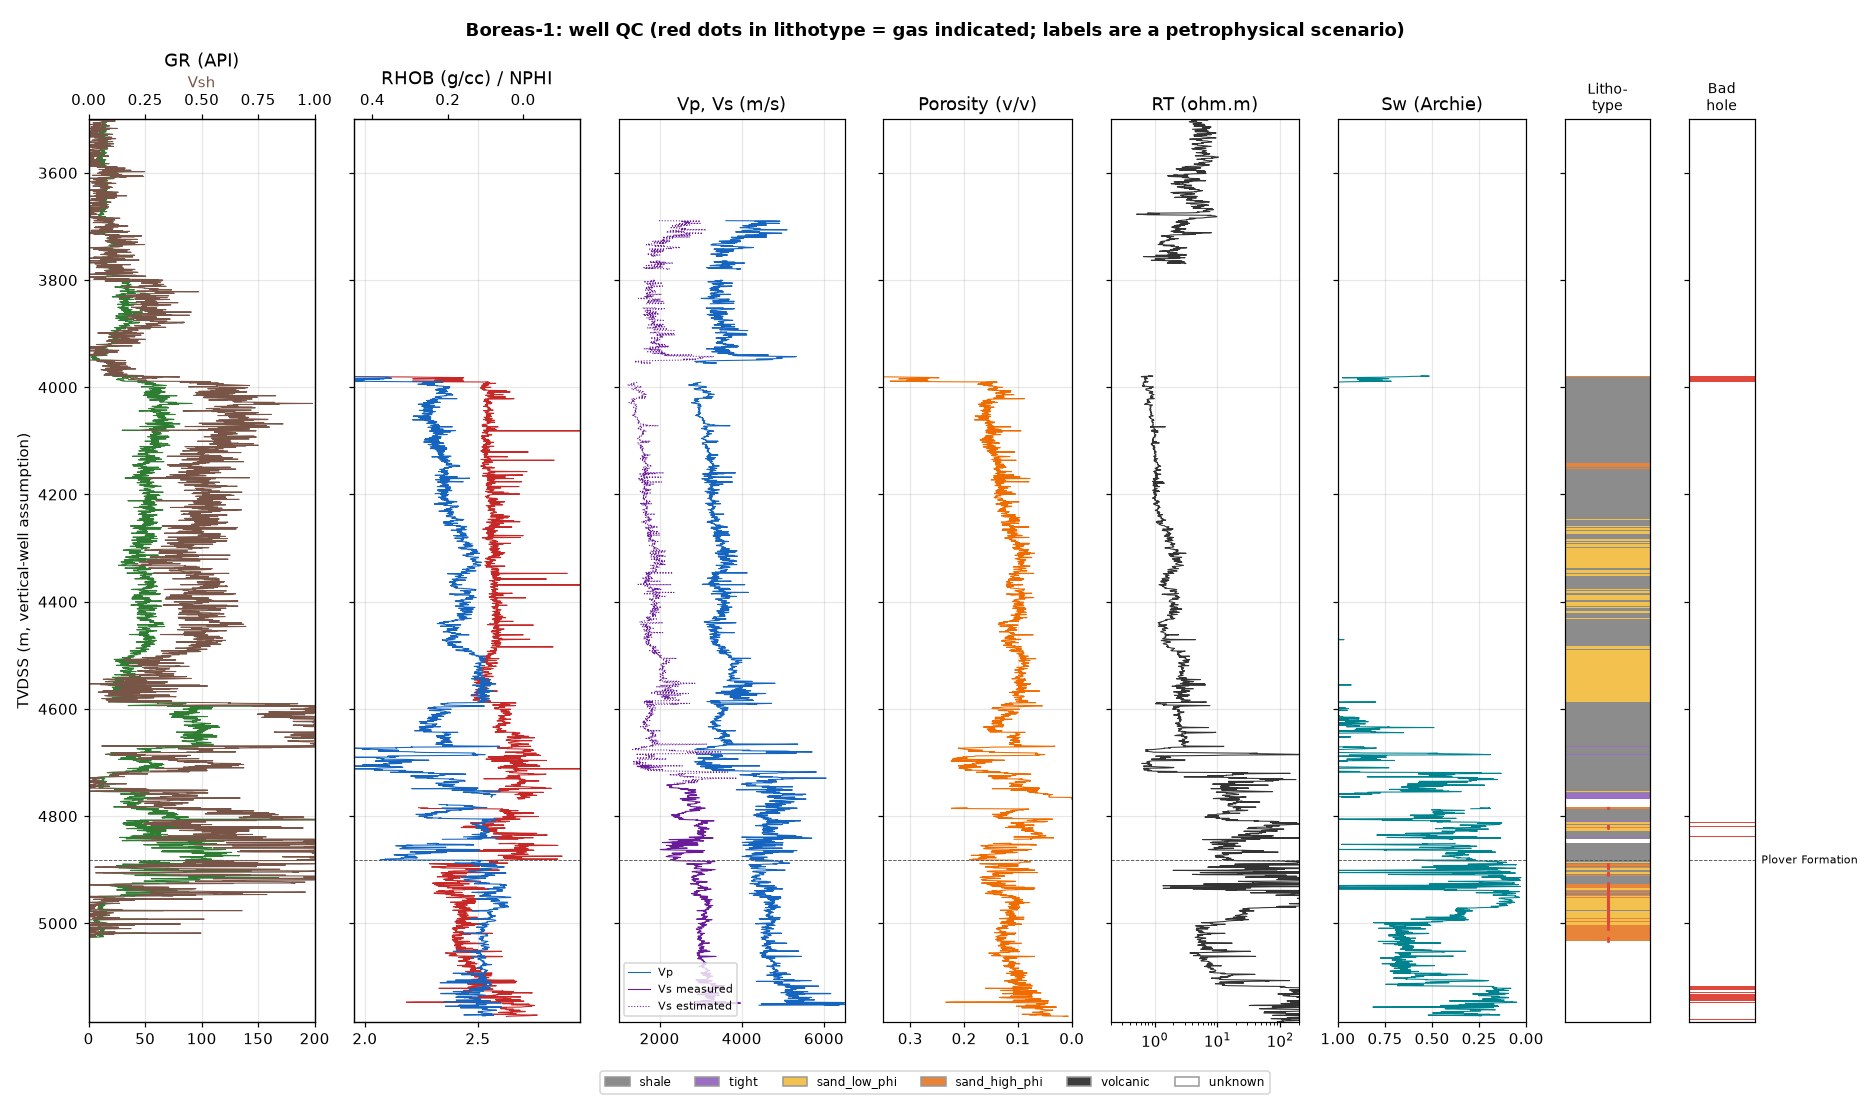 Boreas-1: well QC (red dots in lithotype = gas indicated; labels are a petrophysical scenario)
GR (API)
Vsh
0.00 0.25 0.50 0.75 1.00
RHOB (g/cc) / NPHI
0.4 0.2 0.0
Vp, Vs (m/s)
Porosity (v/v)
RT (ohm.m)
Sw (Archie)
Litho-
type
Bad
hole
TVDSS (m, vertical-well assumption)
3600
3800
4000
4200
4400
4600
4800
5000
Plover Formation
Vp
Vs measured
Vs estimated
0 50 100 150 200
2.0 2.5
2000 4000 6000
0.3 0.2 0.1 0.0
10⁰ 10¹ 10²
1.00 0.75 0.50 0.25 0.00
shale tight sand_low_phi sand_high_phi volcanic unknown